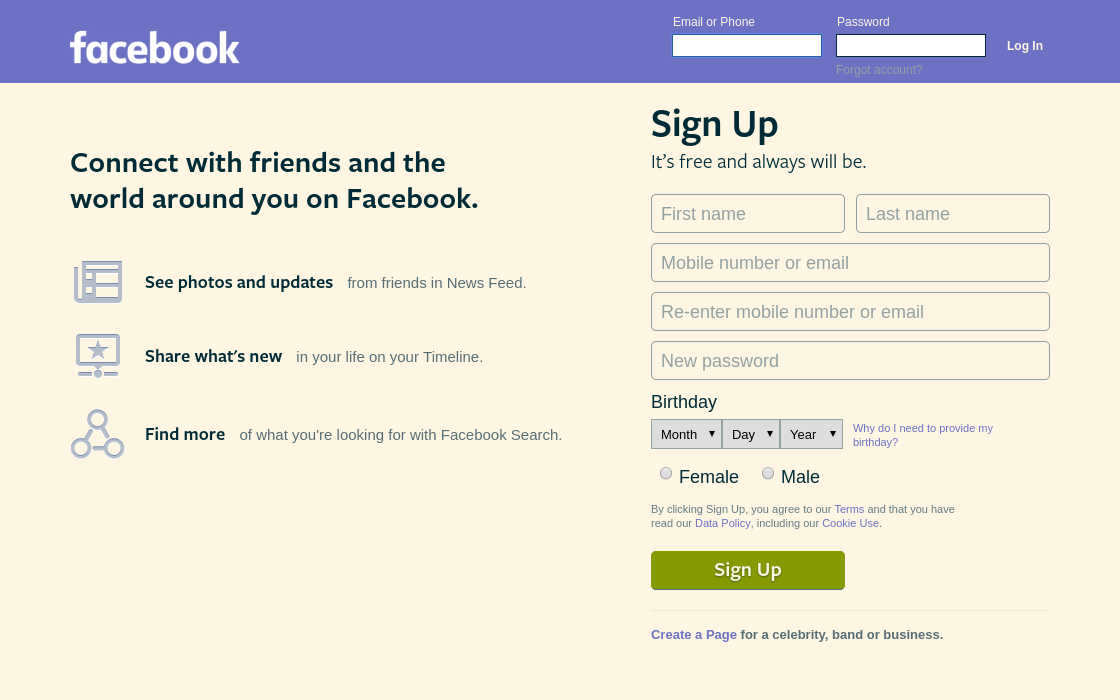 facebook
Email or Phone
Password
Log In
Forgot account?
Connect with friends and the
world around you on Facebook.
See photos and updates from friends in News Feed.
Share what's new in your life on your Timeline.
Find more of what you're looking for with Facebook Search.
Sign Up
It's free and always will be.
First name
Last name
Mobile number or email
Re-enter mobile number or email
New password
Birthday
Month
Day
Year
Why do I need to provide my
birthday?
Female
Male
By clicking Sign Up, you agree to our Terms and that you have
read our Data Policy, including our Cookie Use.
Sign Up
Create a Page for a celebrity, band or business.